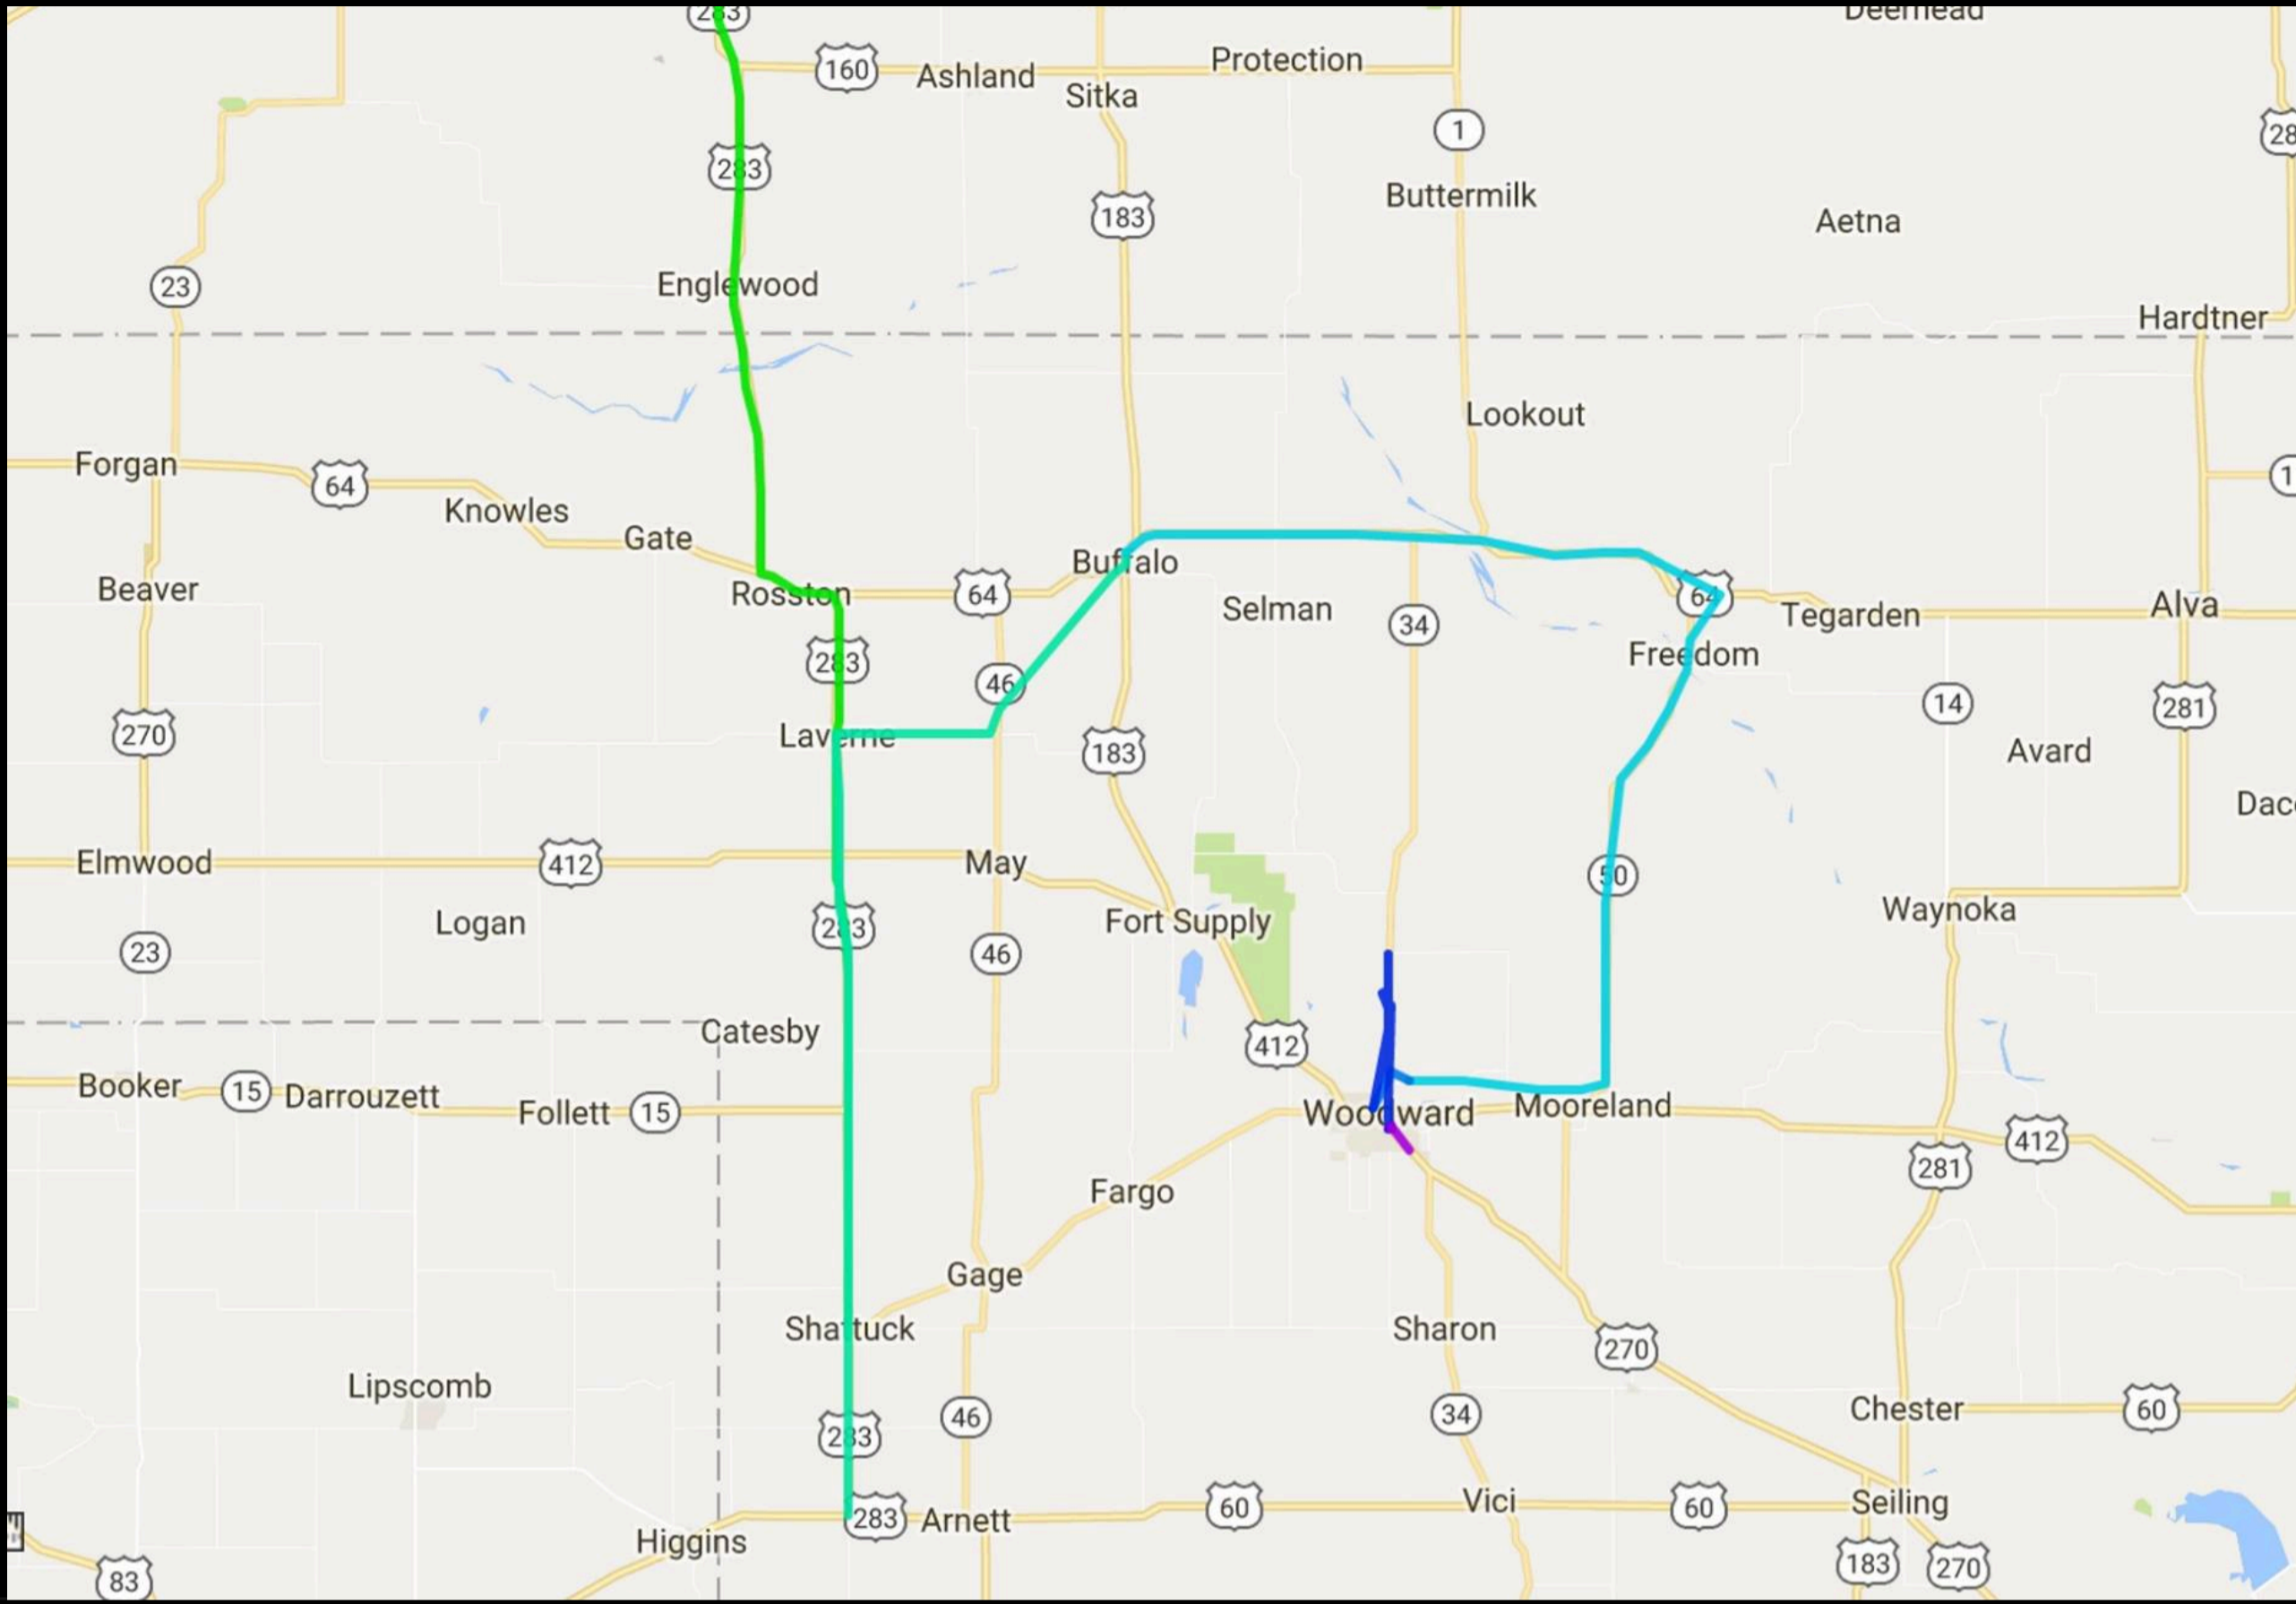 283
Deerhead
160
Ashland
Protection
Sitka
1
283
28
183
Buttermilk
Aetna
23
Englewood
Hardtner
Lookout
Forgan
64
Knowles
1
Gate
Buffalo
Beaver
Rosston
64
Selman
34
64
Tegarden
Alva
283
46
Freedom
14
281
270
Laverne
183
Avard
Elmwood
412
May
50
Logan
283
Fort Supply
Waynoka
23
46
Catesby
412
Booker
15
Darrouzett
Follett
15
Woodward
Mooreland
412
281
Fargo
Gage
Shattuck
Sharon
270
Lipscomb
283
46
34
Chester
60
283
Arnett
60
Vici
60
Seiling
Higgins
83
183
270